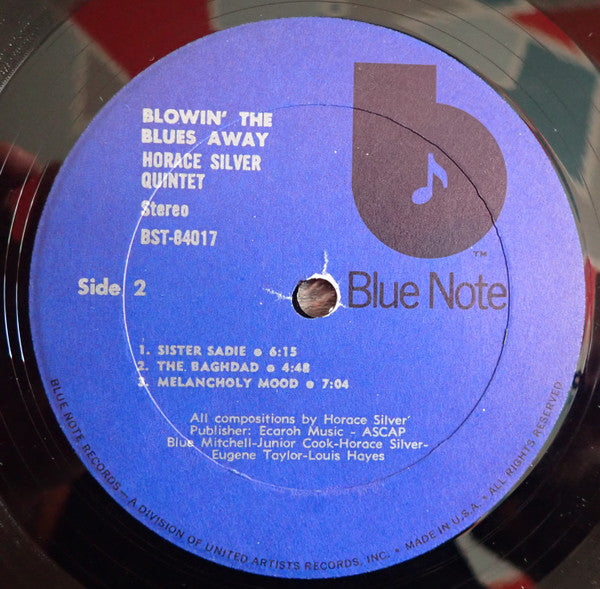 BLOWIN' THE
BLUES AWAY
HORACE SILVER
QUINTET
Stereo
BST-84017
Side 2
b
TM
Blue Note
1. SISTER SADIE • 6:15
2. THE BAGHDAD • 4:48
3. MELANCHOLY MOOD • 7:04
All compositions by Horace Silver
Publisher: Ecaroh Music - ASCAP
Blue Mitchell-Junior Cook-Horace Silver-
Eugene Taylor-Louis Hayes
BLUE NOTE RECORDS — A DIVISION OF UNITED ARTISTS RECORDS, INC. • MADE IN U.S.A. • ALL RIGHTS RESERVED